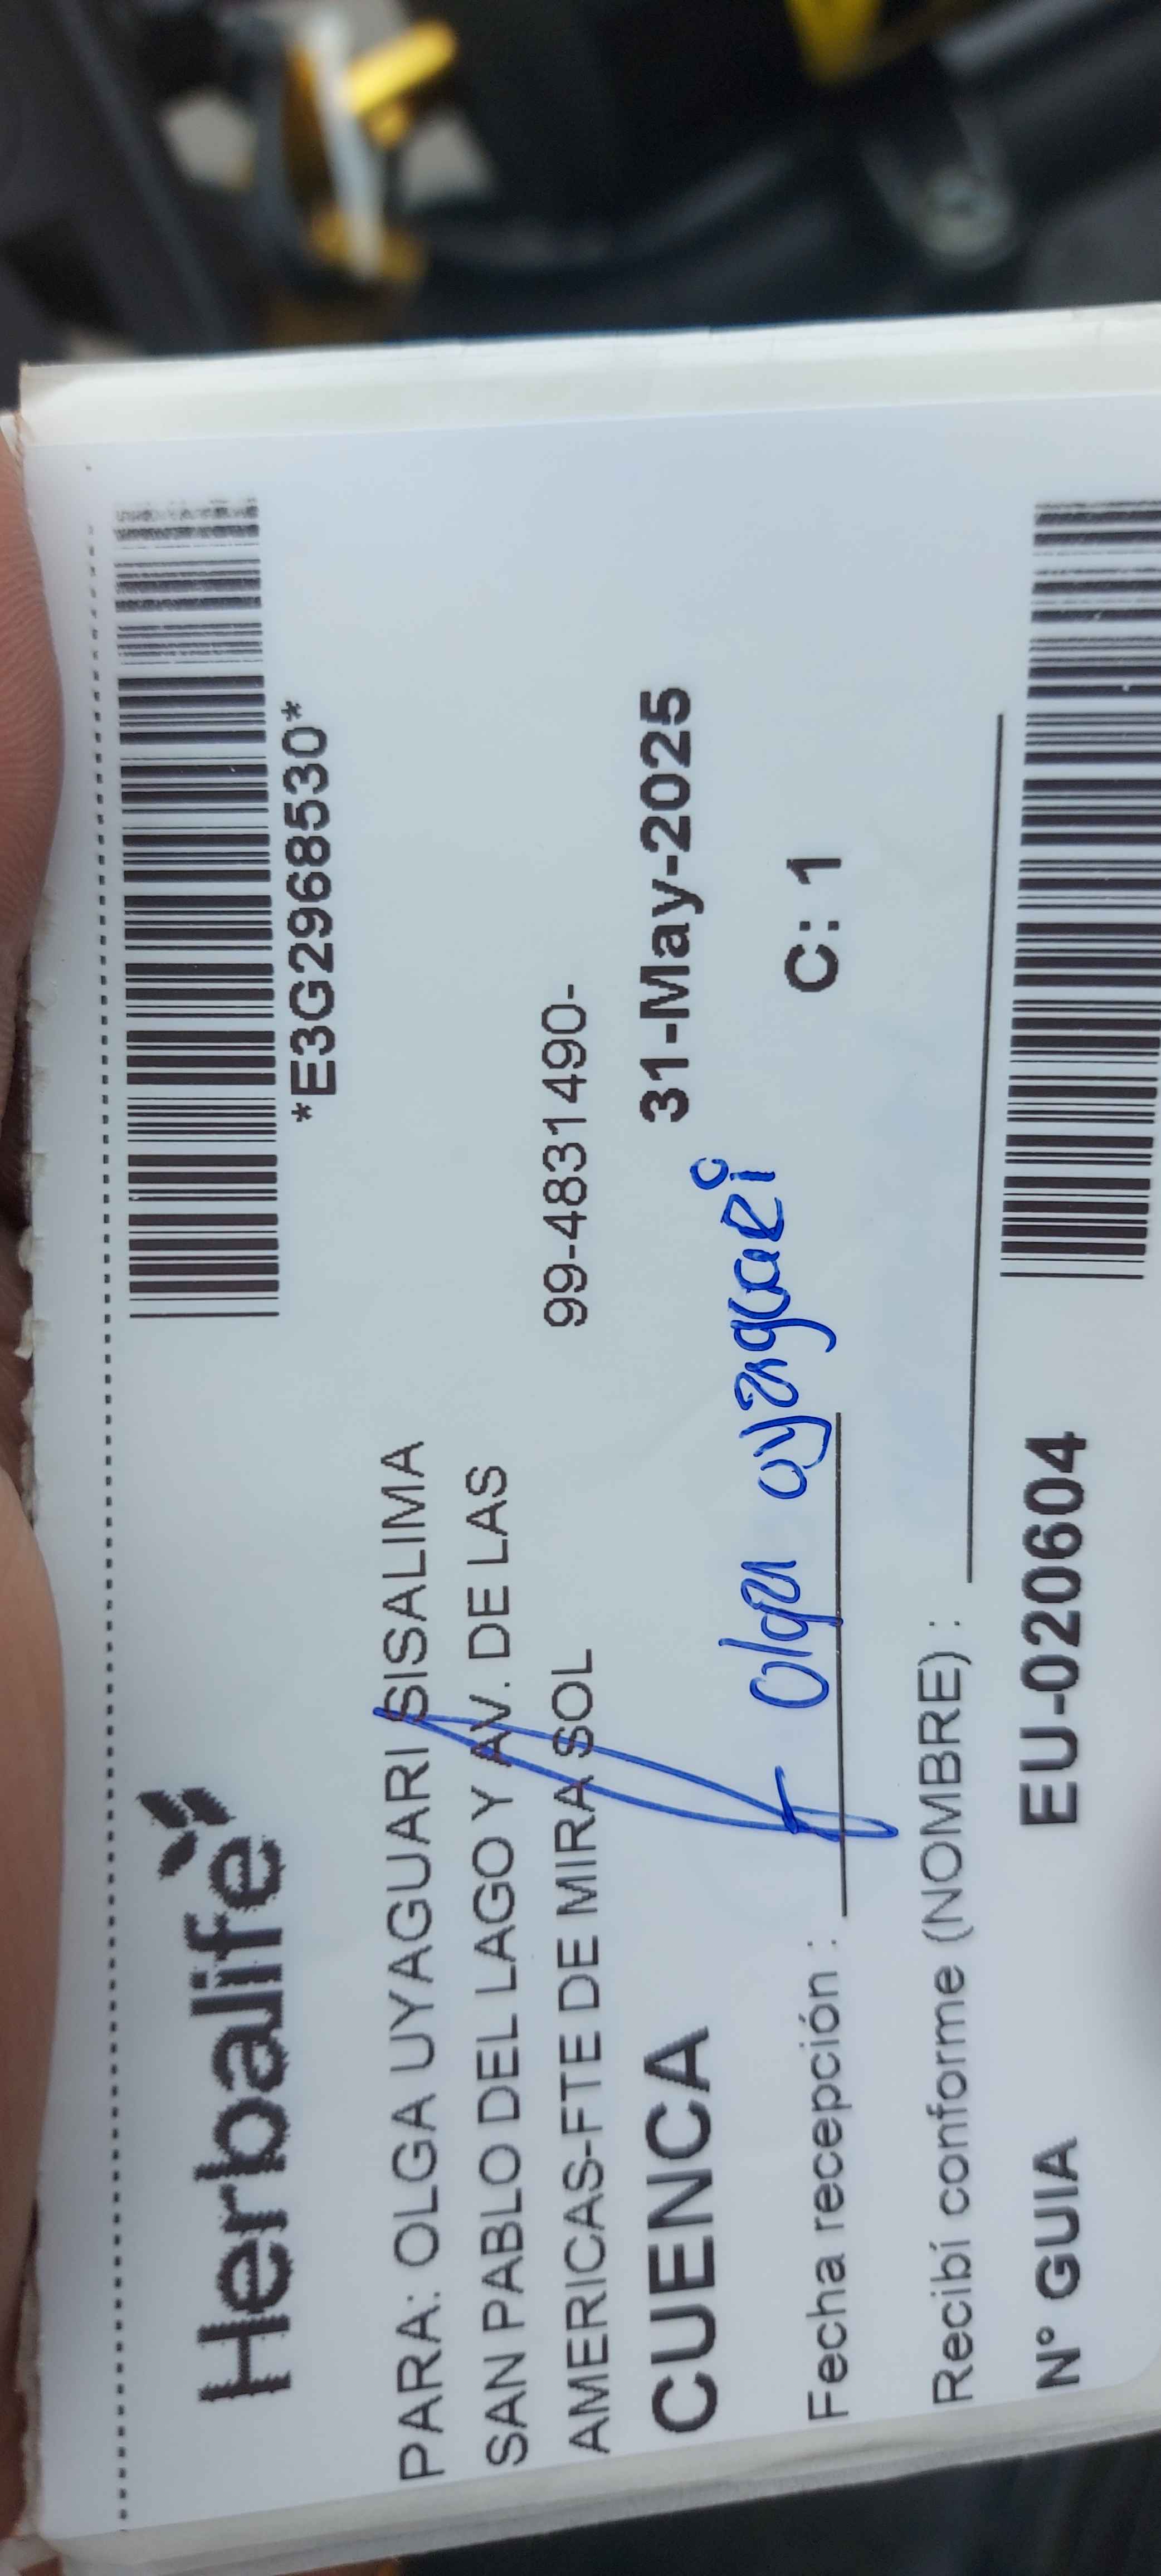 Herbalife
*E3G2968530*
PARA: OLGA UYAGUARI SISALIMA
SAN PABLO DEL LAGO Y AV. DE LAS
AMERICAS-FTE DE MIRA SOL 99-4831490-
CUENCA 31-May-2025
Olga uyaguari
Fecha recepción : C: 1
Recibí conforme (NOMBRE) :
N° GUIA EU-020604